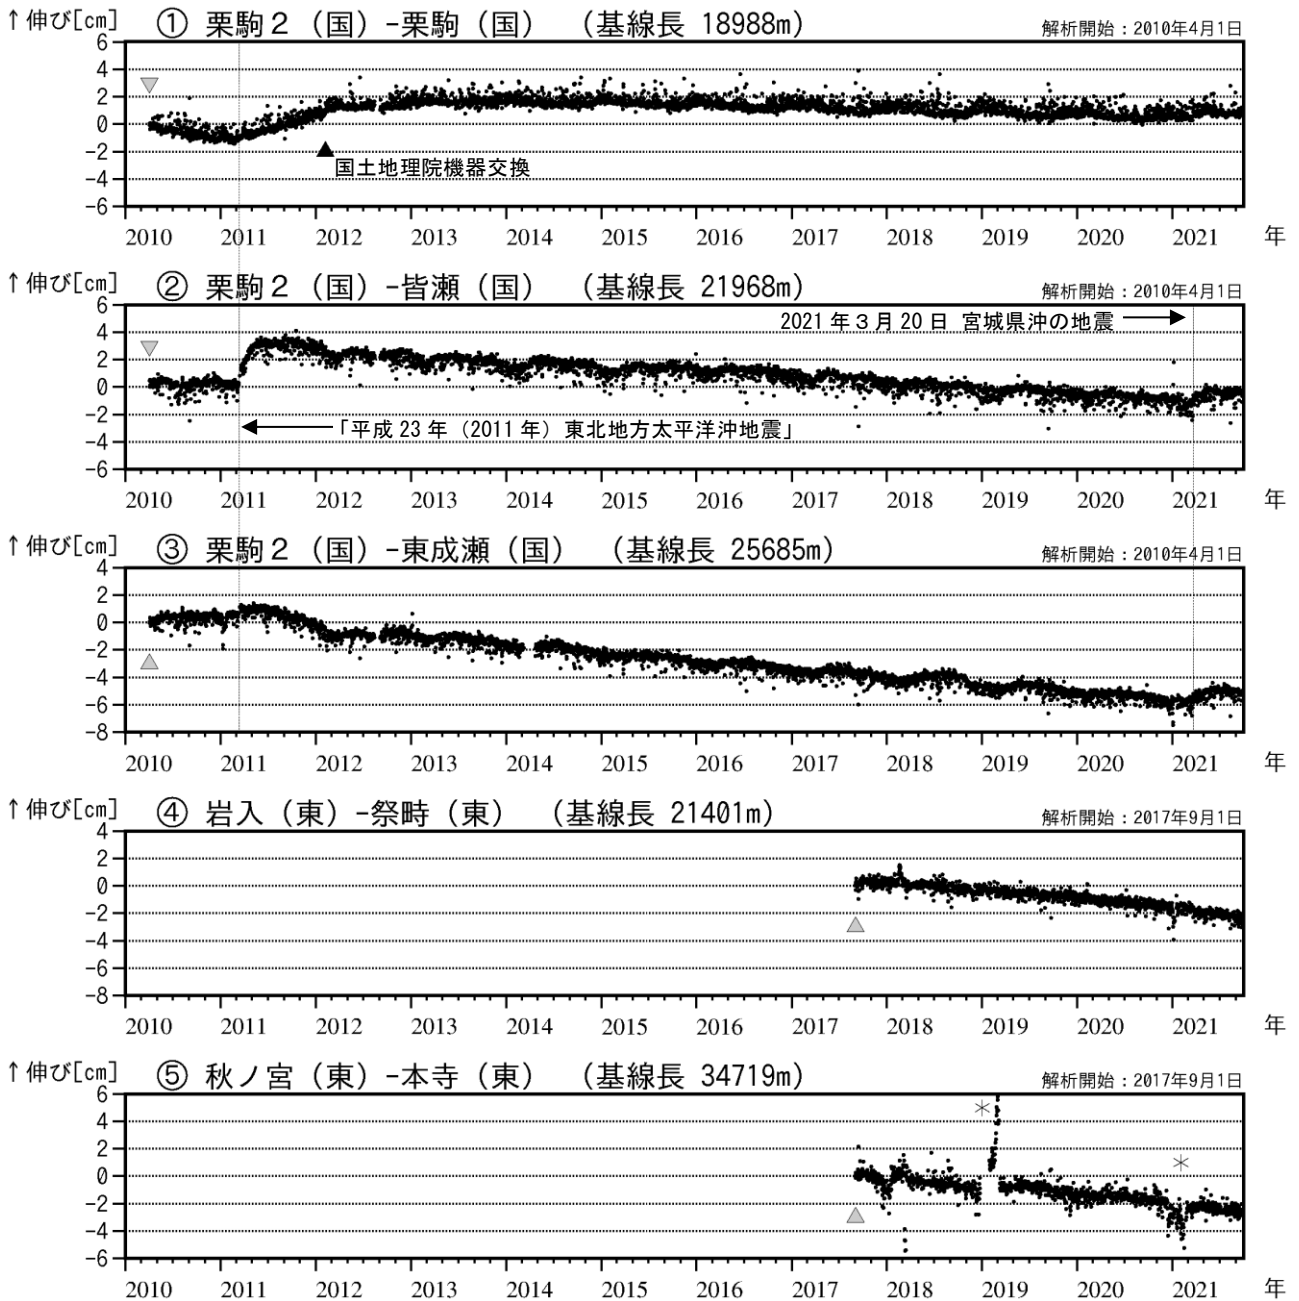 ↑伸び[cm] ① 栗駒２（国）−栗駒（国） （基線長 18988m） 解析開始：2010年4月1日
6
4
2
0
-2
国土地理院機器交換
-4
-6
2010 2011 2012 2013 2014 2015 2016 2017 2018 2019 2020 2021 年
↑伸び[cm] ② 栗駒２（国）−皆瀬（国） （基線長 21968m） 解析開始：2010年4月1日
6
2021年３月20日 宮城県沖の地震
4
2
0
-2
「平成23年（2011年）東北地方太平洋沖地震」
-4
-6
2010 2011 2012 2013 2014 2015 2016 2017 2018 2019 2020 2021 年
↑伸び[cm] ③ 栗駒２（国）−東成瀬（国） （基線長 25685m） 解析開始：2010年4月1日
4
2
0
-2
-4
-6
-8
2010 2011 2012 2013 2014 2015 2016 2017 2018 2019 2020 2021 年
↑伸び[cm] ④ 岩入（東）−祭畤（東） （基線長 21401m） 解析開始：2017年9月1日
4
2
0
-2
-4
-6
-8
2010 2011 2012 2013 2014 2015 2016 2017 2018 2019 2020 2021 年
↑伸び[cm] ⑤ 秋ノ宮（東）−本寺（東） （基線長 34719m） 解析開始：2017年9月1日
6
4
2
0
-2
-4
-6
2010 2011 2012 2013 2014 2015 2016 2017 2018 2019 2020 2021 年